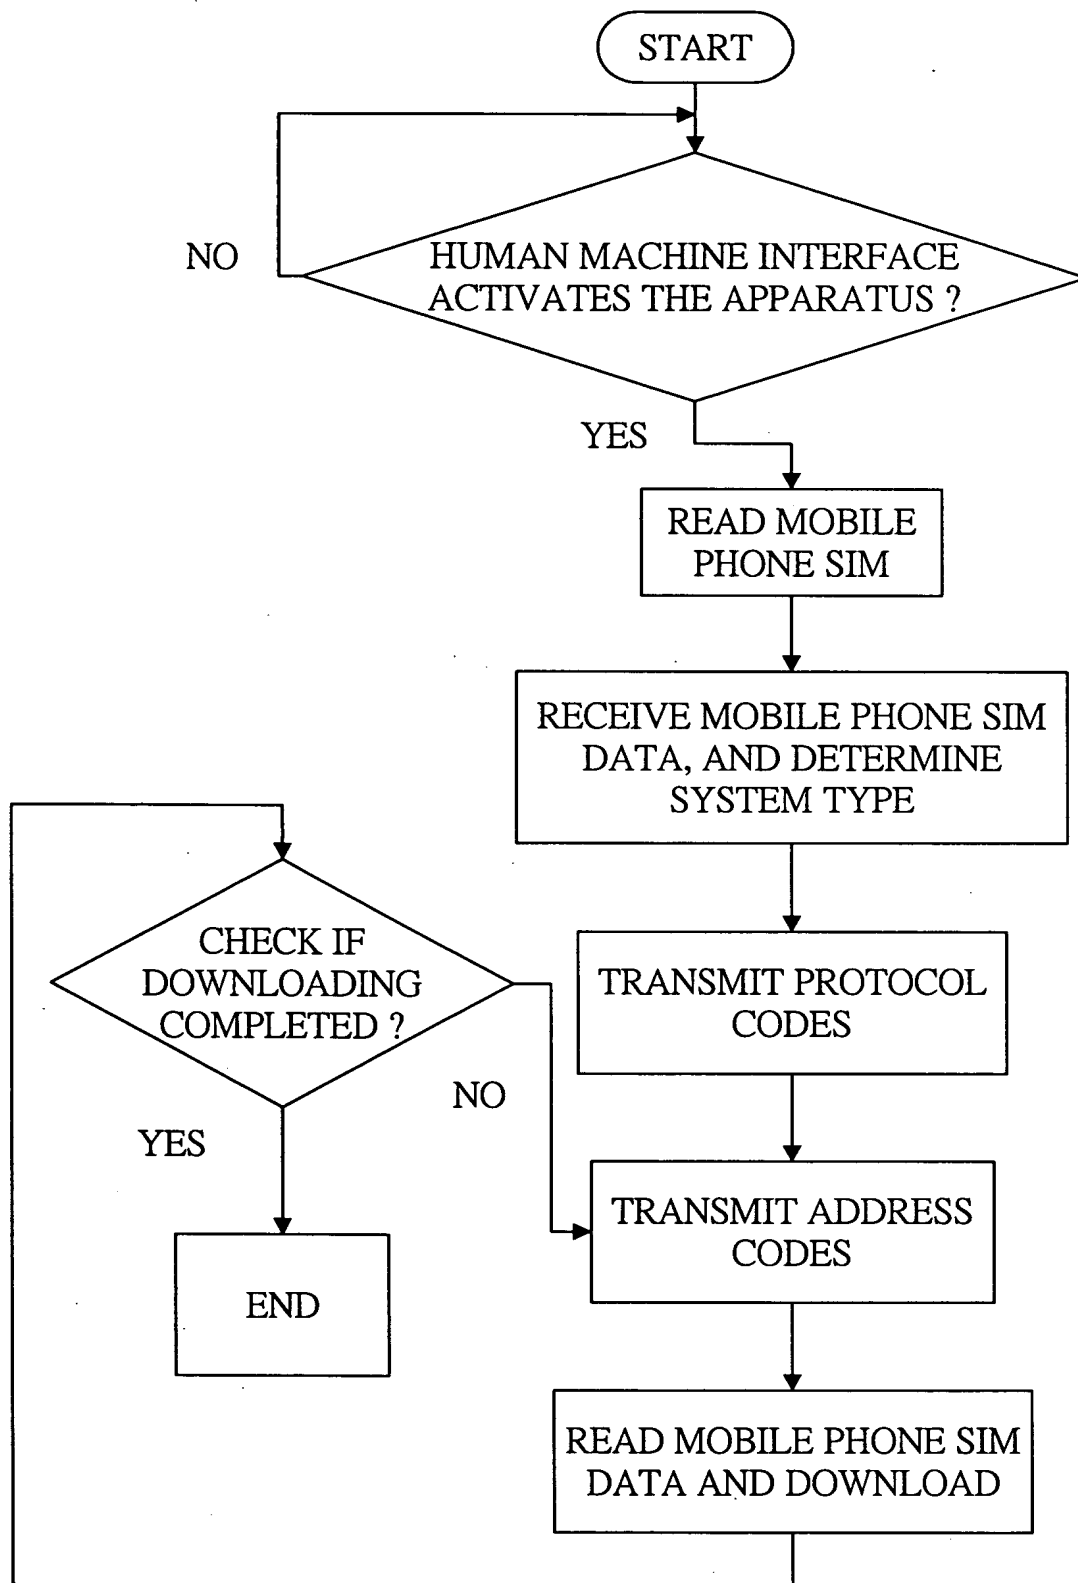 START
NO
HUMAN MACHINE INTERFACE
ACTIVATES THE APPARATUS ?
YES
READ MOBILE
PHONE SIM
RECEIVE MOBILE PHONE SIM
DATA, AND DETERMINE
SYSTEM TYPE
CHECK IF
DOWNLOADING
COMPLETED ?
TRANSMIT PROTOCOL
CODES
NO
YES
TRANSMIT ADDRESS
CODES
END
READ MOBILE PHONE SIM
DATA AND DOWNLOAD